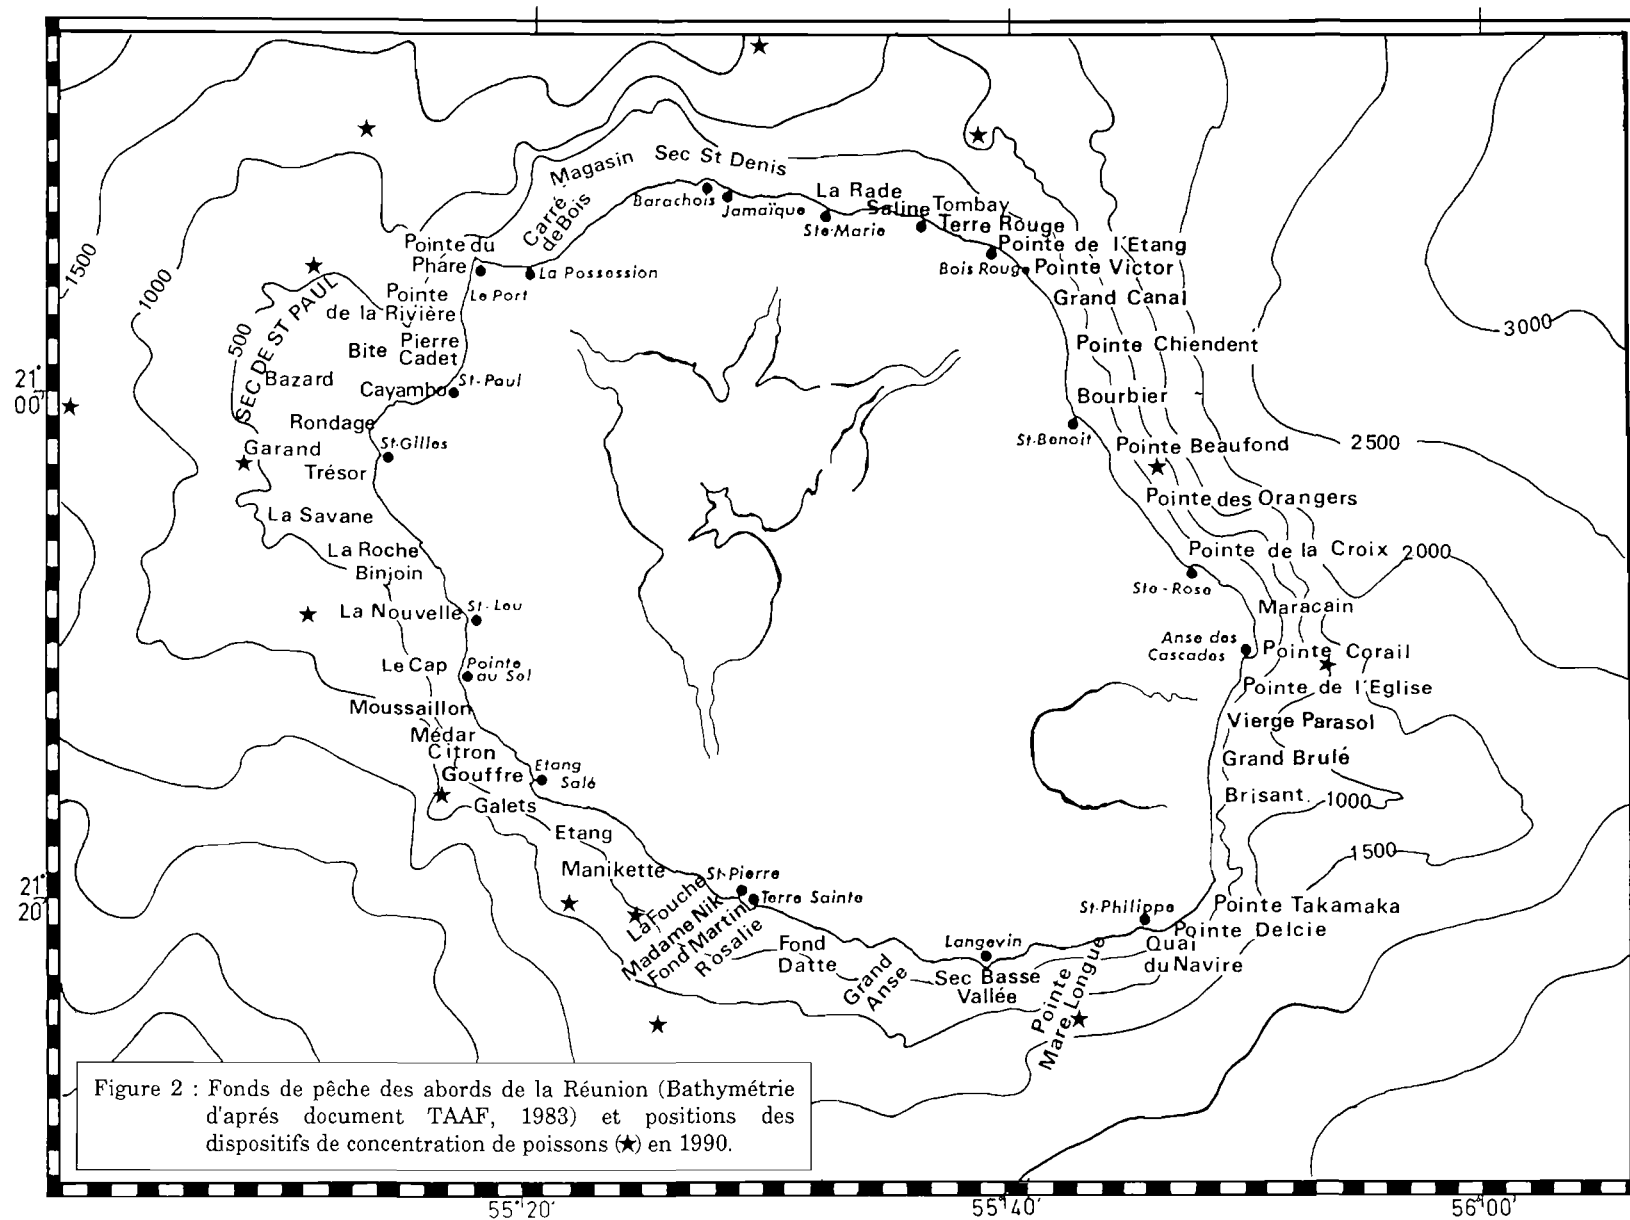 Magasin
Sec St Denis
Carré
de Bois
Barachois
Jamaïque
La Rade
Ste-Marie
Saline
Tombay
Terre Rouge
Pointe de l'Etang
Bois Rouge
Pointe Victor
Grand Canal
Pointe Chiendent
Bourbier
St-Benoit
Pointe Beaufond
Pointe des Orangers
Pointe de la Croix
Ste-Rose
Maracain
Anse des
Cascades
Pointe Corail
Pointe de l'Eglise
Vierge Parasol
Grand Brulé
Brisant
1000
1500
3000
2500
2000
Pointe Takamaka
Pointe Delcie
St-Philippe
Quai
du Navire
Pointe
Mare Longue
Langevin
Sec Basse
Vallée
Grand
Anse
Fond
Datte
Terre Sainte
St-Pierre
La Fouche
Madame Nik
Fond Martin
Rosalie
Manikette
Etang
Galets
Etang
Salé
Gouffre
Citron
Médar
Moussaillon
Pointe
au Sel
Le Cap
St-Leu
La Nouvelle
Binjoin
La Roche
La Savane
Trésor
Garand
St-Gilles
Rondage
Cayambo
St-Paul
Bazard
Bite
Pierre
Cadet
Pointe
de la Rivière
SEC DE ST PAUL
Pointe du
Phare
Le Port
La Possession
500
1000
1500
21°
00'
21°
20'
55°20'
55°40'
56°00'
Figure 2 : Fonds de pêche des abords de la Réunion (Bathymétrie
d'aprés document TAAF, 1983) et positions des
dispositifs de concentration de poissons (★) en 1990.